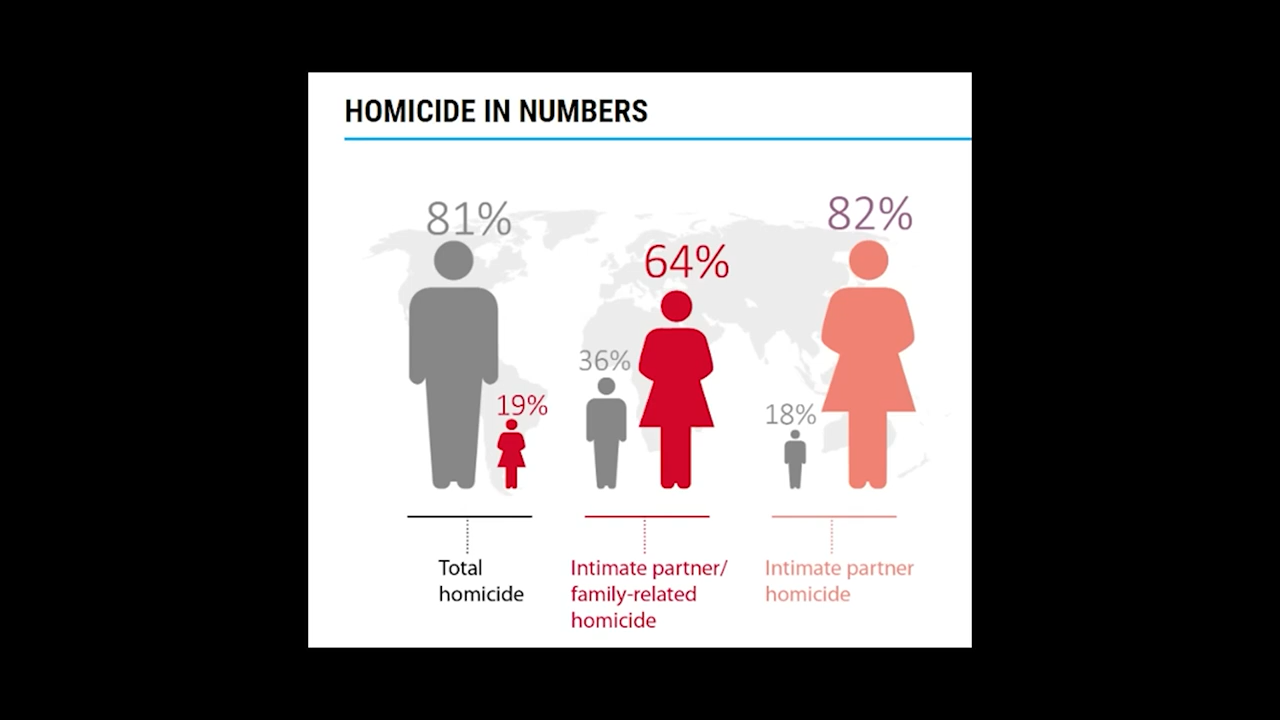 HOMICIDE IN NUMBERS
81%
19%
36%
64%
18%
82%
Total
homicide
Intimate partner/
family-related
homicide
Intimate partner
homicide